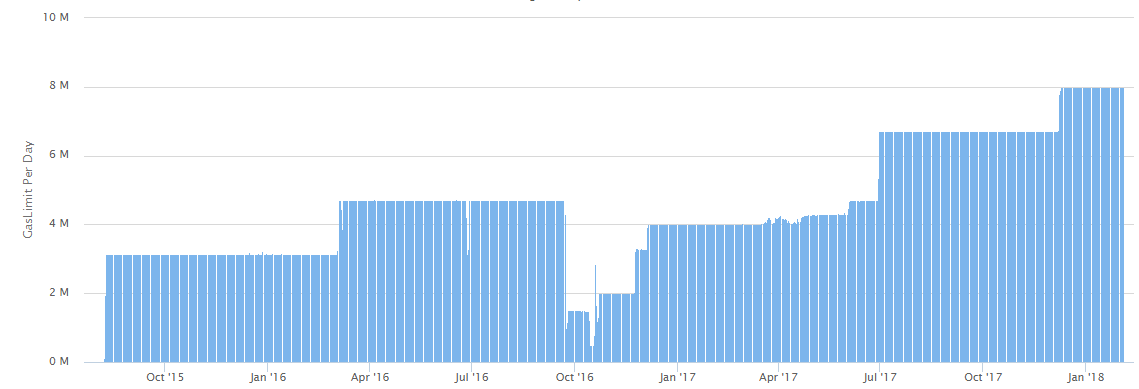 10 M
8 M
6 M
4 M
2 M
0 M
GasLimit Per Day
Oct '15
Jan '16
Apr '16
Jul '16
Oct '16
Jan '17
Apr '17
Jul '17
Oct '17
Jan '18